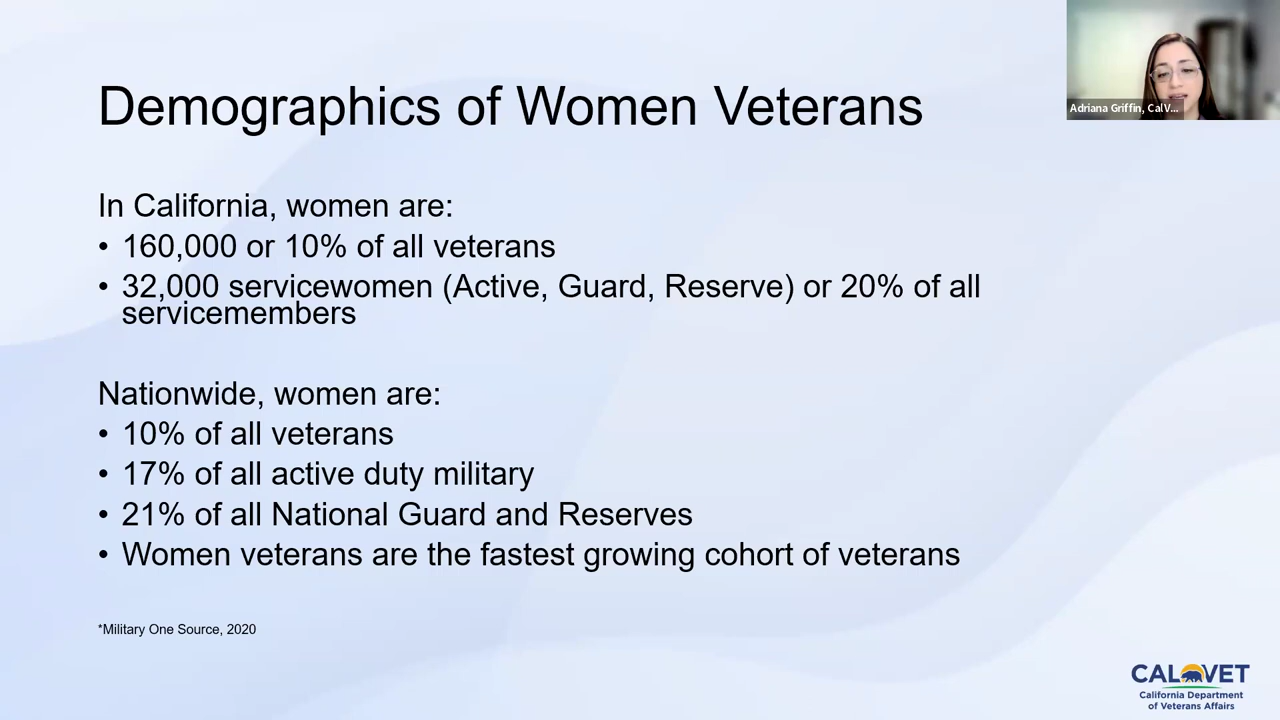 Demographics of Women Veterans
Adriana Griffin, CalV...
In California, women are:
• 160,000 or 10% of all veterans
• 32,000 servicewomen (Active, Guard, Reserve) or 20% of all
servicemembers
Nationwide, women are:
• 10% of all veterans
• 17% of all active duty military
• 21% of all National Guard and Reserves
• Women veterans are the fastest growing cohort of veterans
*Military One Source, 2020
CALVET
California Department
of Veterans Affairs